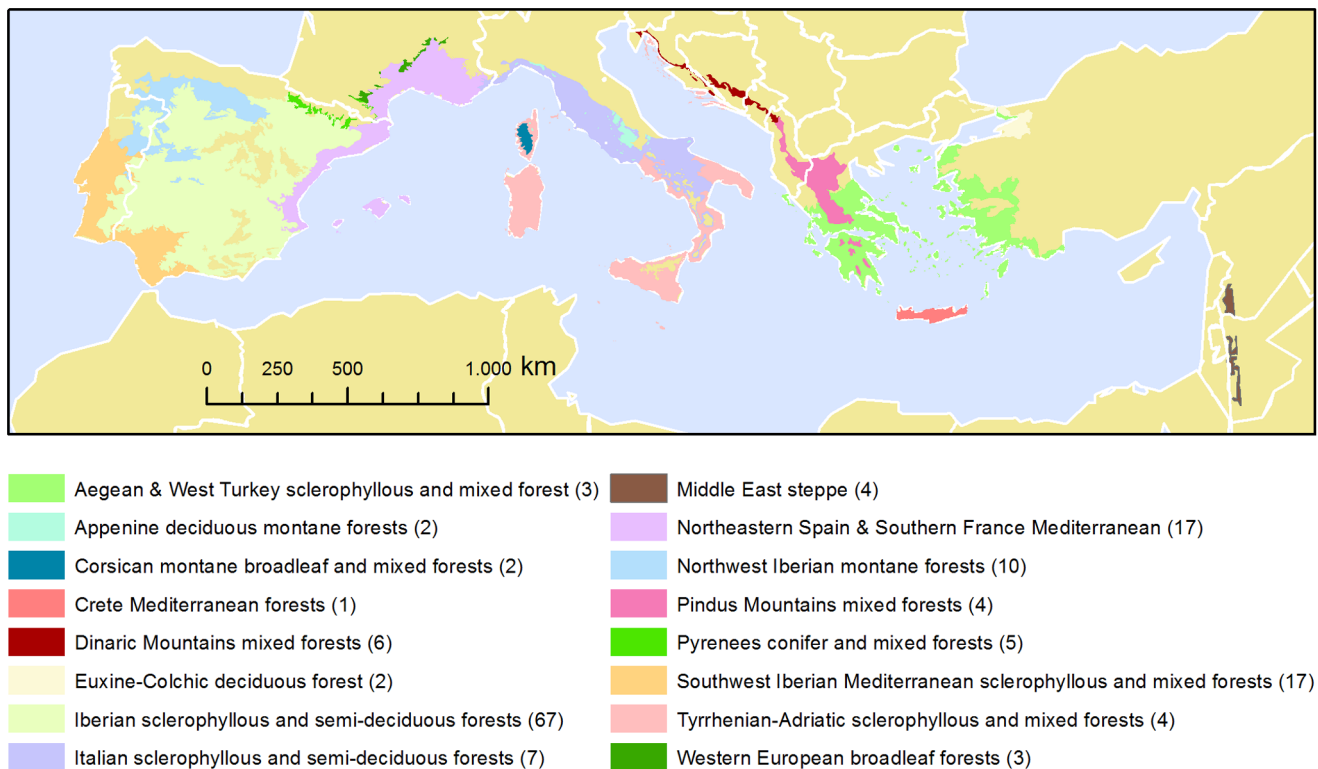 0 250 500 1.000 km
Aegean & West Turkey sclerophyllous and mixed forest (3)
Appenine deciduous montane forests (2)
Corsican montane broadleaf and mixed forests (2)
Crete Mediterranean forests (1)
Dinaric Mountains mixed forests (6)
Euxine-Colchic deciduous forest (2)
Iberian sclerophyllous and semi-deciduous forests (67)
Italian sclerophyllous and semi-deciduous forests (7)
Middle East steppe (4)
Northeastern Spain & Southern France Mediterranean (17)
Northwest Iberian montane forests (10)
Pindus Mountains mixed forests (4)
Pyrenees conifer and mixed forests (5)
Southwest Iberian Mediterranean sclerophyllous and mixed forests (17)
Tyrrhenian-Adriatic sclerophyllous and mixed forests (4)
Western European broadleaf forests (3)